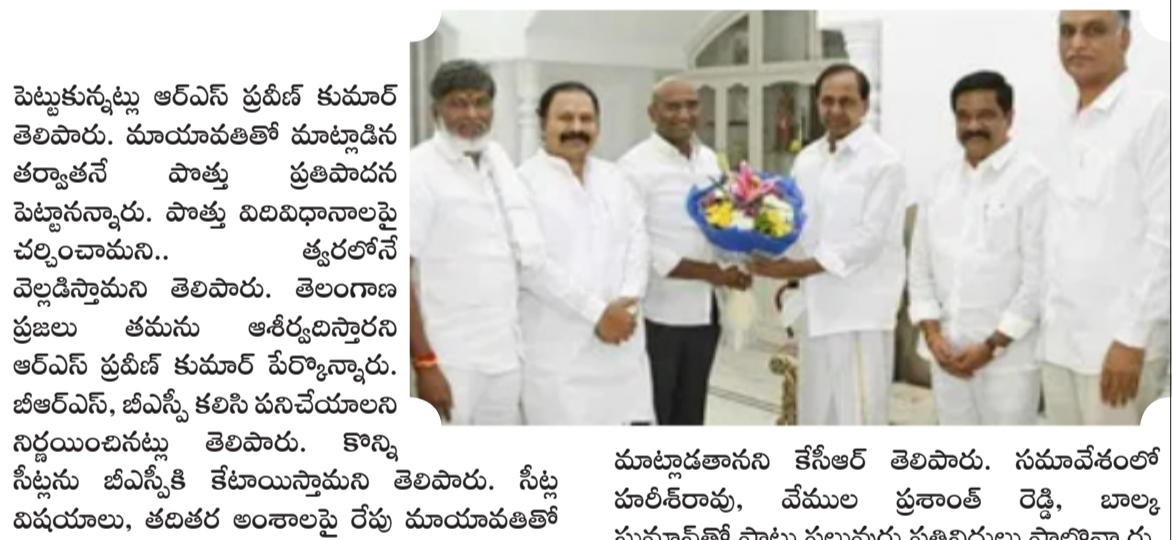 పెట్టుకున్నట్లు ఆర్ఎస్ ప్రవీణ్ కుమార్
తెలిపారు. మాయావతితో మాట్లాడిన
తర్వాతనే పొత్తు ప్రతిపాదన
పెట్టానన్నారు. పొత్తు విదివిధానాలపై
చర్చించామని.. త్వరలోనే
వెల్లడిస్తామని తెలిపారు. తెలంగాణ
ప్రజలు తమను ఆశీర్వదిస్తారని
ఆర్ఎస్ ప్రవీణ్ కుమార్ పేర్కొన్నారు.
బీఆర్ఎస్, బీఎస్పీ కలిసి పనిచేయాలని
నిర్ణయించినట్లు తెలిపారు. కొన్ని
సీట్లను బీఎస్పీకి కేటాయిస్తామని తెలిపారు. సీట్ల
విషయాలు, తదితర అంశాలపై రేపు మాయావతితో
మాట్లాడతానని కేసీఆర్ తెలిపారు. సమావేశంలో
హరీశ్‌రావు, వేముల ప్రశాంత్ రెడ్డి, బాల్క